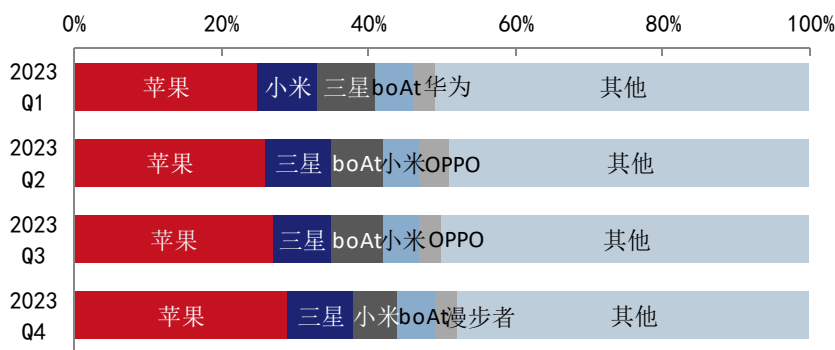 0% 20% 40% 60% 80% 100%
2023 Q1 苹果 小米 三星 boAt 华为 其他
2023 Q2 苹果 三星 boAt 小米 OPPO 其他
2023 Q3 苹果 三星 boAt 小米 OPPO 其他
2023 Q4 苹果 三星 小米 boAt 漫步者 其他